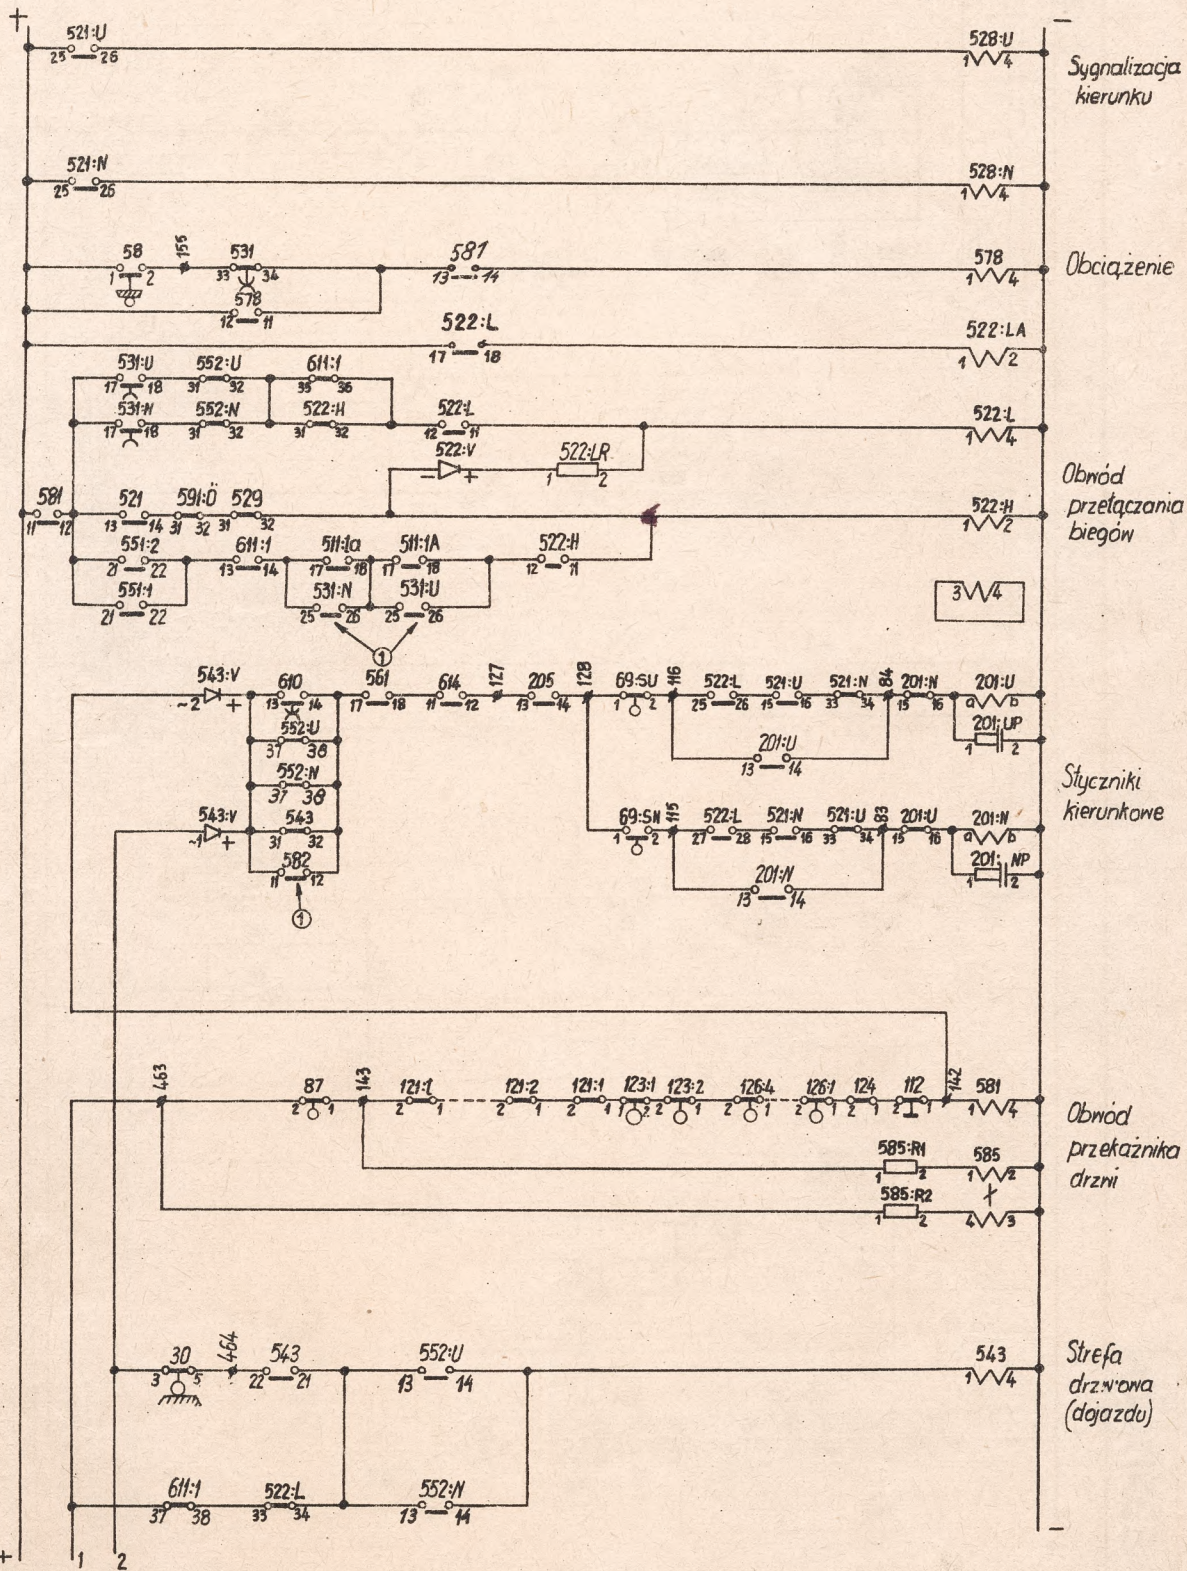 + −
521:U 528:U
25 26 1 4
Sygnalizacja
kierunku
521:N 528:N
25 26 1 4
58 155 531 581 578
1 2 33 34 13 14 1 4
Obciążenie
578
12 11
522:L 522:LA
17 18 1 2
531:U 552:U 611:1
17 18 31 32 35 36
531:N 552:N 522:H 522:L 522:L
17 18 31 32 31 32 12 11 1 4
522:V 522:LR
− + 1 2
Obwód
przełączania
biegów
581 521 591:Ö 529 522:H
11 12 13 14 31 32 31 32 1 2
551:2 611:1 511:1a 511:1A 522:H
21 22 13 14 17 18 17 18 12 11
551:1 531:N 531:U
21 22 25 26 25 26
3 4
1
543:V 610 561 614 127 205 128 69:SU 116 522:L 521:U 521:N 84 201:N 201:U
~2 + 13 14 17 18 11 12 13 14 1 2 25 26 15 16 33 34 15 16 a b
552:U 201:U 201:UP
37 38 13 14 1 2
552:N
37 38
Styczniki
kierunkowe
543:V 543 69:SN 115 522:L 521:N 521:U 83 201:U 201:N
~1 + 31 32 1 2 27 28 15 16 33 34 15 16 a b
582 201:N 201: NP
11 12 13 14 1 2
1
463 87 143 121:1 121:2 121:1 123:1 123:2 126:4 126:1 124 112 142 581
2 1 2 1 2 1 2 1 1 2 2 1 2 1 2 1 2 1 2 1 1 4
Obwód
przekaźnika
drzwi
585:R1 585
1 2 1 2
585:R2
1 2 4 3
30 464 543 552:U 543
3 5 22 21 13 14 1 4
Strefa
drzwiowa
(dojazdu)
611:1 522:L 552:N
37 38 33 34 13 14
+ 1 2 −